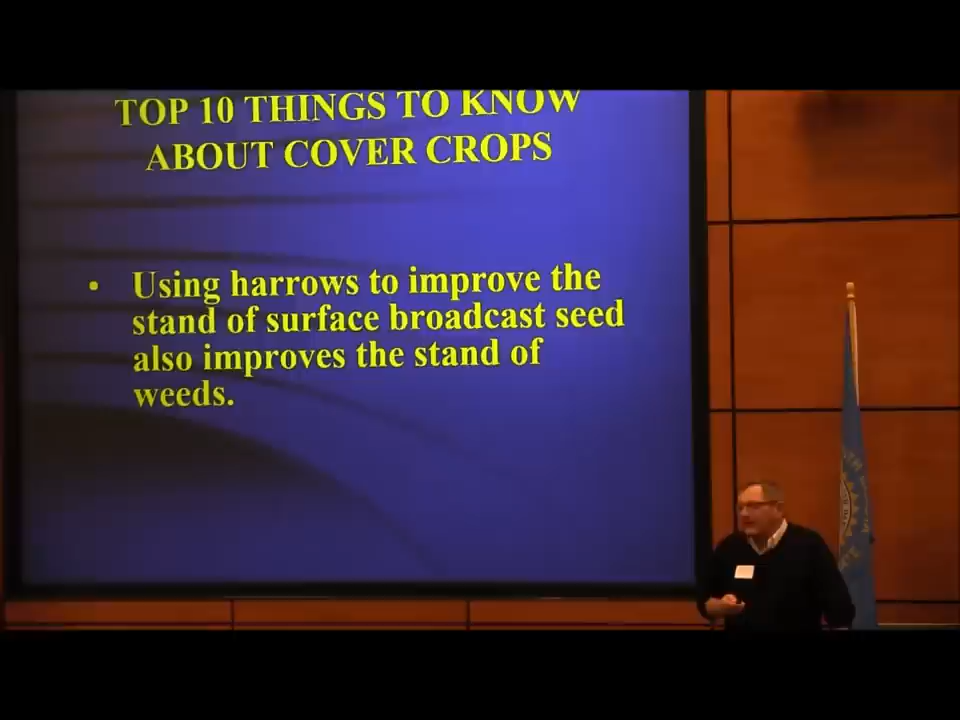 TOP 10 THINGS TO KNOW
ABOUT COVER CROPS
• Using harrows to improve the
stand of surface broadcast seed
also improves the stand of
weeds.